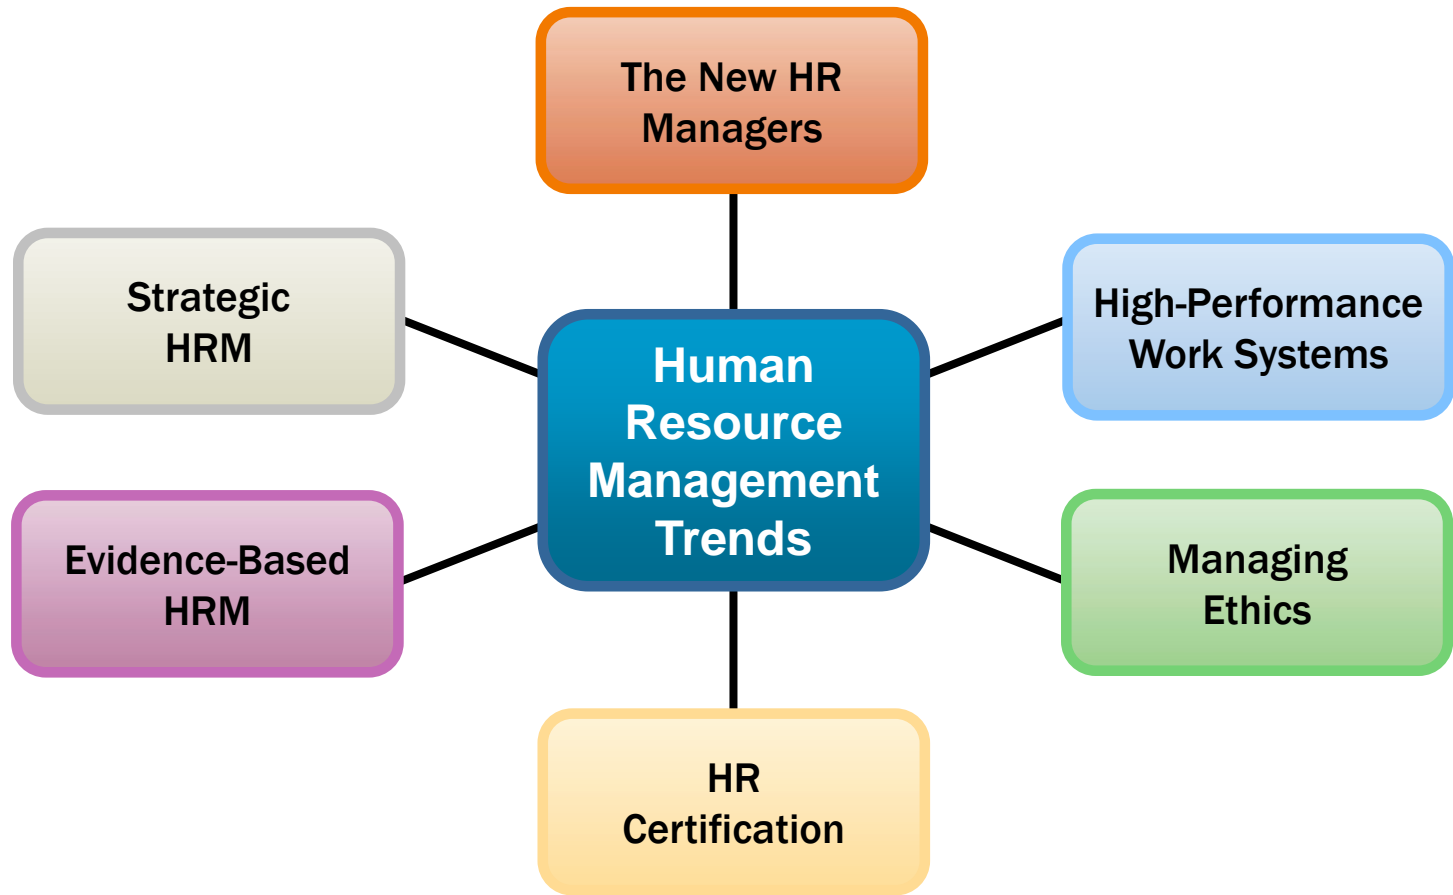 The New HR
Managers
Strategic
HRM
High-Performance
Work Systems
Human
Resource
Management
Trends
Evidence-Based
HRM
Managing
Ethics
HR
Certification